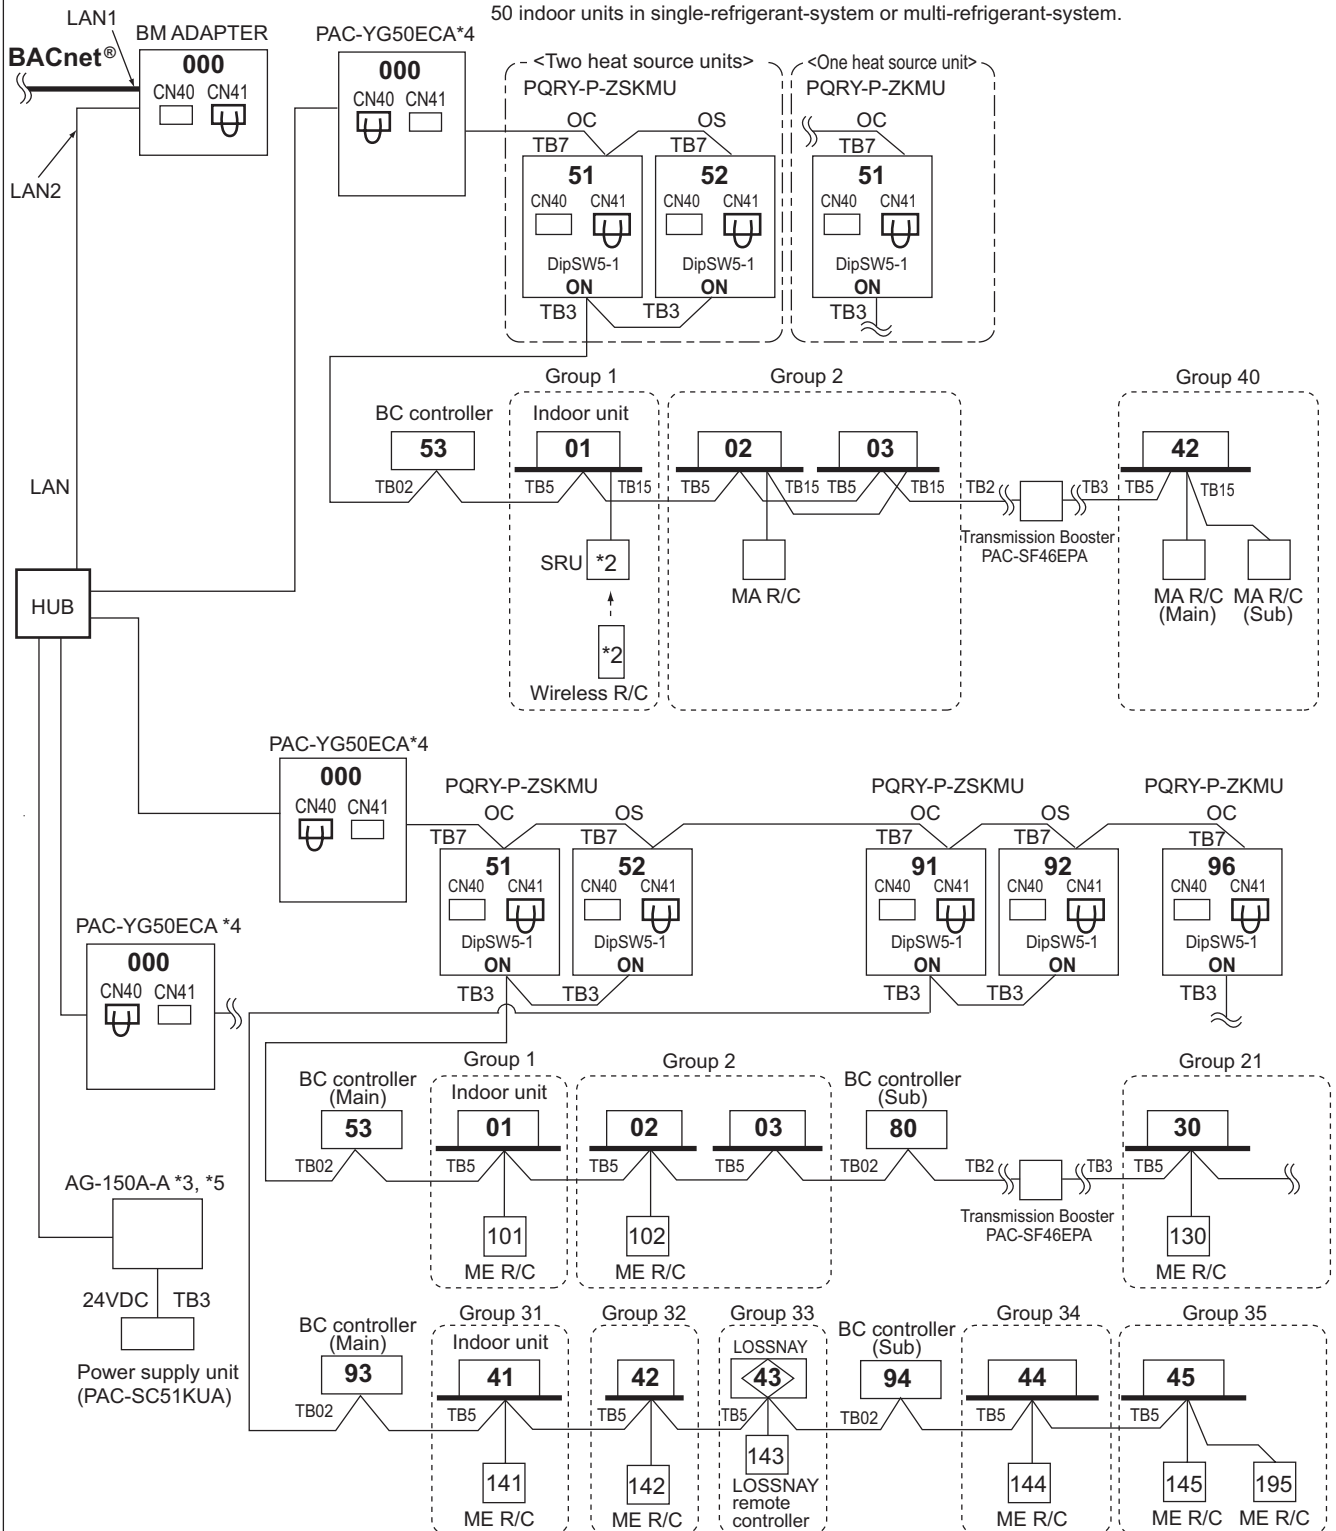 50 indoor units in single-refrigerant-system or multi-refrigerant-system.
LAN1
BM ADAPTER
PAC-YG50ECA*4
BACnet®
000
CN40 CN41
000
CN40 CN41
LAN2
<Two heat source units>
PQRY-P-ZSKMU
<One heat source unit>
PQRY-P-ZKMU
OC
OS
OC
TB7
TB7
TB7
51
CN40 CN41
DipSW5-1
ON
52
CN40 CN41
DipSW5-1
ON
51
CN40 CN41
DipSW5-1
ON
TB3
TB3
TB3
Group 1
Group 2
Group 40
BC controller
Indoor unit
53
01
02
03
42
TB02
TB5
TB15
TB5
TB15
TB5
TB15
TB2
TB3
TB5
TB15
Transmission Booster
PAC-SF46EPA
LAN
SRU
*2
MA R/C
MA R/C
(Main)
MA R/C
(Sub)
HUB
*2
Wireless R/C
PAC-YG50ECA*4
000
CN40 CN41
PQRY-P-ZSKMU
PQRY-P-ZSKMU
PQRY-P-ZKMU
OC
OS
OC
OS
OC
TB7
TB7
TB7
TB7
TB7
51
CN40 CN41
DipSW5-1
ON
52
CN40 CN41
DipSW5-1
ON
91
CN40 CN41
DipSW5-1
ON
92
CN40 CN41
DipSW5-1
ON
96
CN40 CN41
DipSW5-1
ON
TB3
TB3
TB3
TB3
TB3
PAC-YG50ECA *4
000
CN40 CN41
Group 1
Group 2
Group 21
BC controller
(Main)
Indoor unit
BC controller
(Sub)
53
01
02
03
80
30
TB02
TB5
TB5
TB5
TB02
TB2
TB3
TB5
Transmission Booster
PAC-SF46EPA
101
ME R/C
102
ME R/C
130
ME R/C
AG-150A-A *3, *5
24VDC
TB3
Power supply unit
(PAC-SC51KUA)
Group 31
Group 32
Group 33
Group 34
Group 35
BC controller
(Main)
Indoor unit
LOSSNAY
BC controller
(Sub)
93
41
42
43
94
44
45
TB02
TB5
TB5
TB5
TB02
TB5
TB5
141
ME R/C
142
ME R/C
143
LOSSNAY
remote
controller
144
ME R/C
145
ME R/C
195
ME R/C